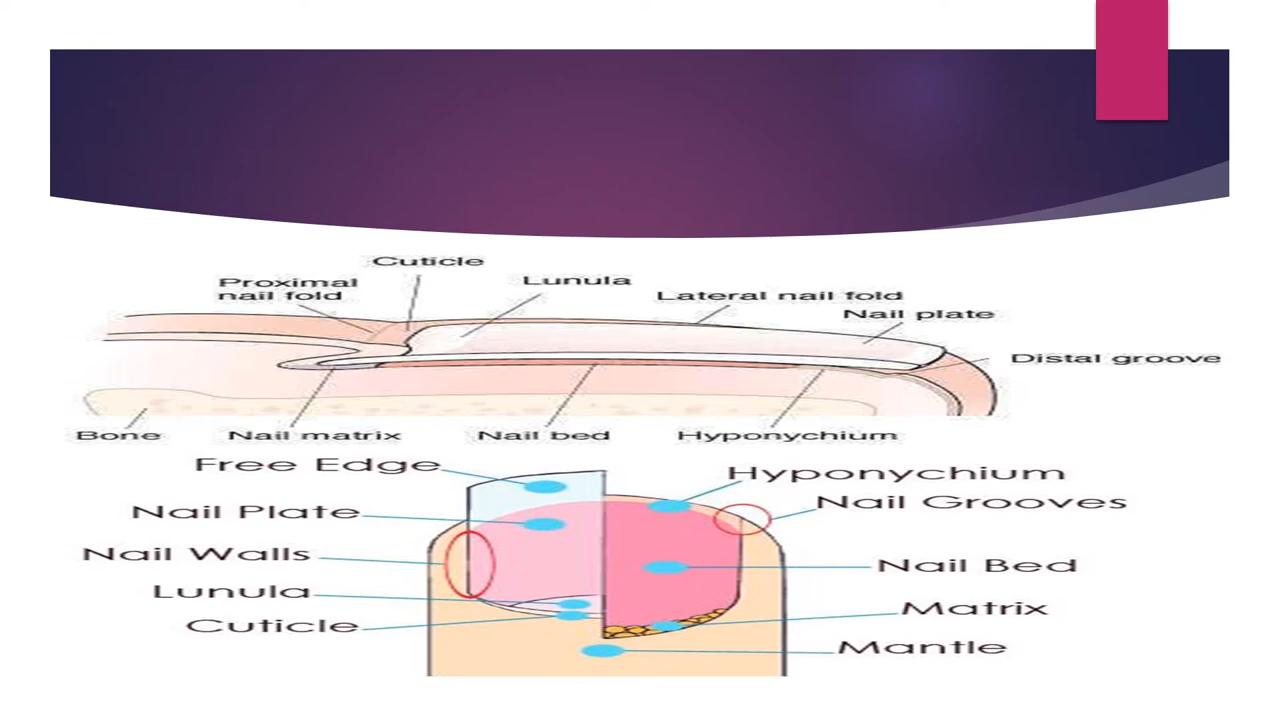 Cuticle
Proximal
nail fold
Lunula
Lateral nail fold
Nail plate
Distal groove
Bone
Nail matrix
Nail bed
Hyponychium
Free Edge
Hyponychium
Nail Plate
Nail Grooves
Nail Walls
Nail Bed
Lunula
Matrix
Cuticle
Mantle